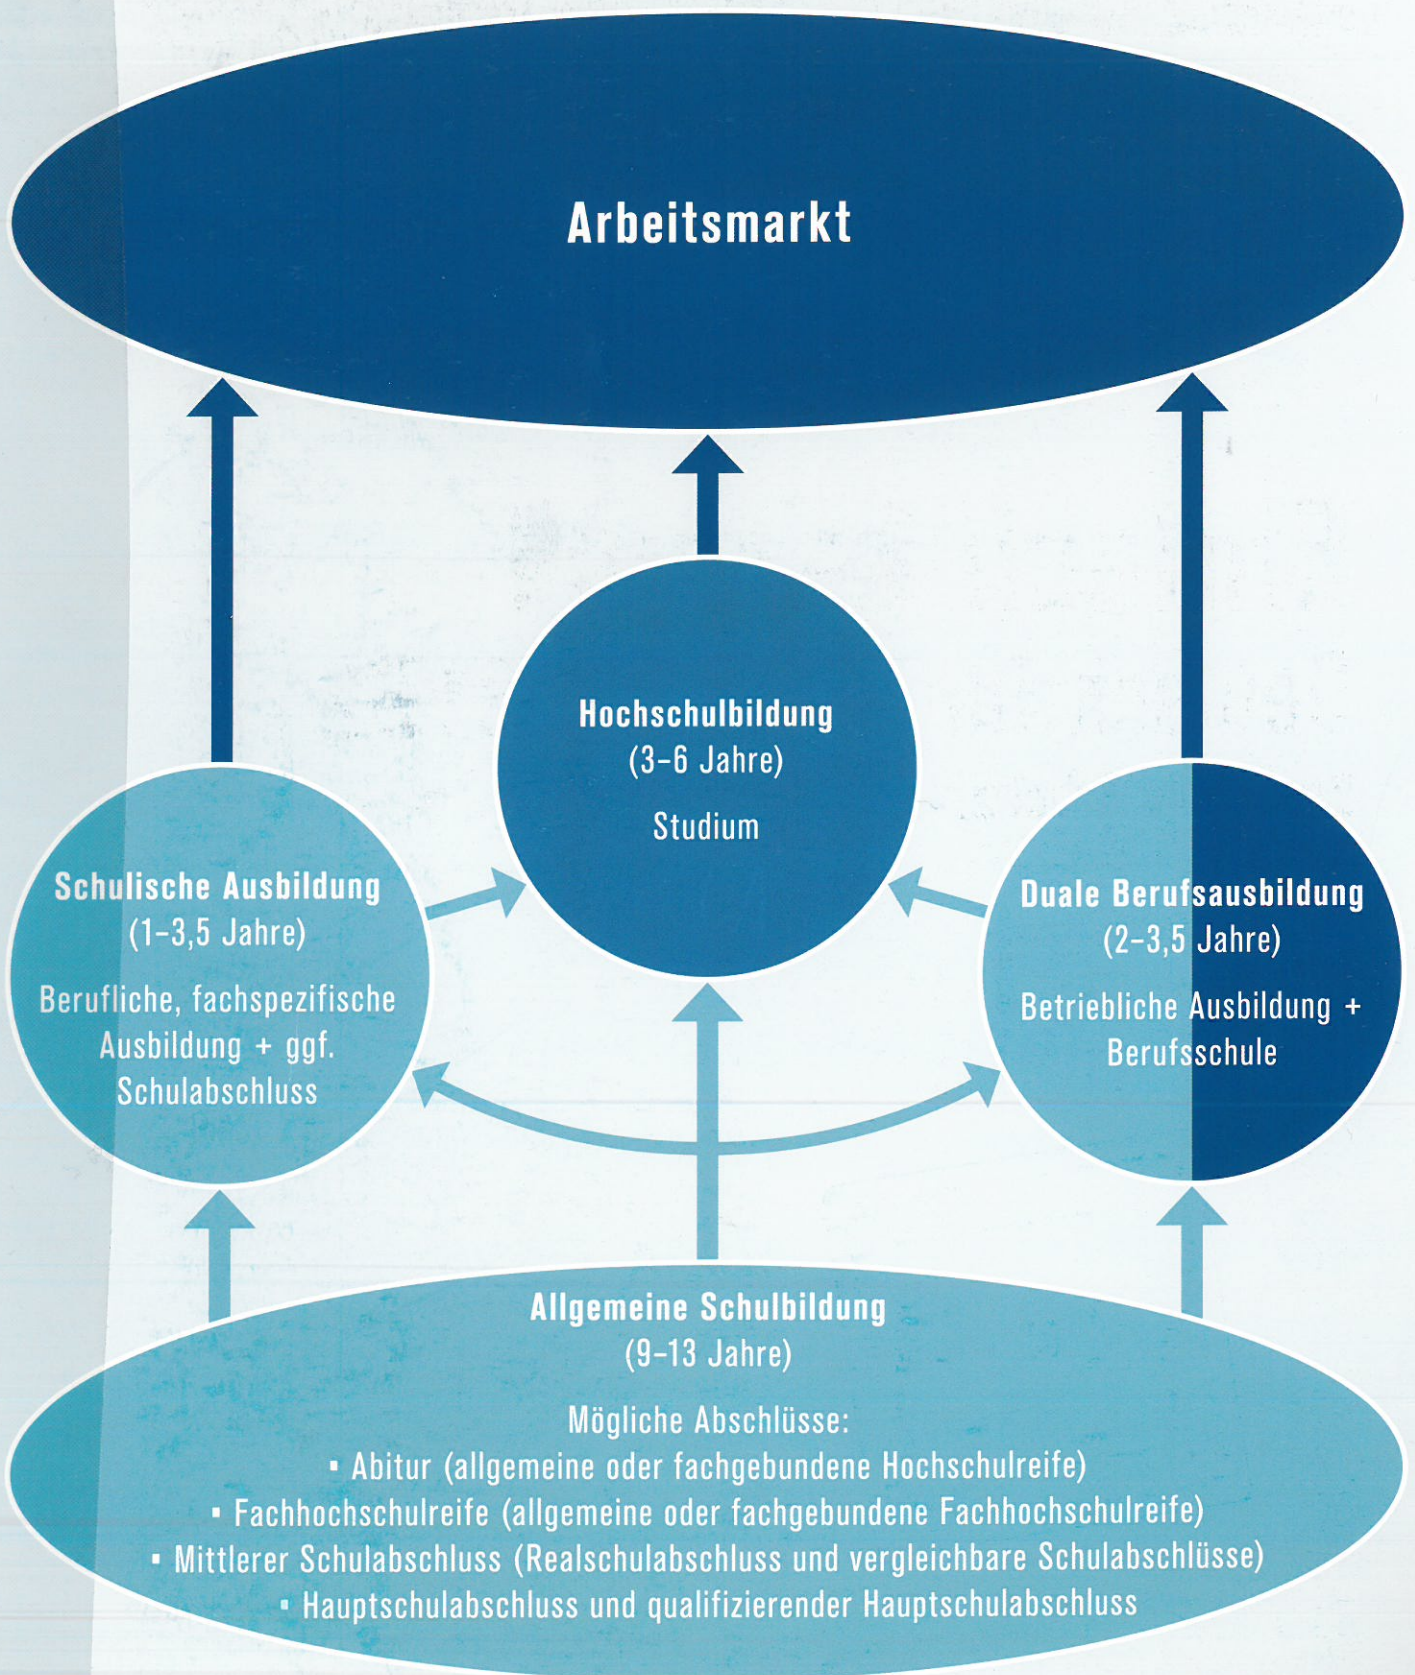 Arbeitsmarkt
Hochschulbildung
(3–6 Jahre)
Studium
Schulische Ausbildung
(1–3,5 Jahre)
Berufliche, fachspezifische
Ausbildung + ggf.
Schulabschluss
Duale Berufsausbildung
(2–3,5 Jahre)
Betriebliche Ausbildung +
Berufsschule
Allgemeine Schulbildung
(9–13 Jahre)
Mögliche Abschlüsse:
▪ Abitur (allgemeine oder fachgebundene Hochschulreife)
▪ Fachhochschulreife (allgemeine oder fachgebundene Fachhochschulreife)
▪ Mittlerer Schulabschluss (Realschulabschluss und vergleichbare Schulabschlüsse)
▪ Hauptschulabschluss und qualifizierender Hauptschulabschluss